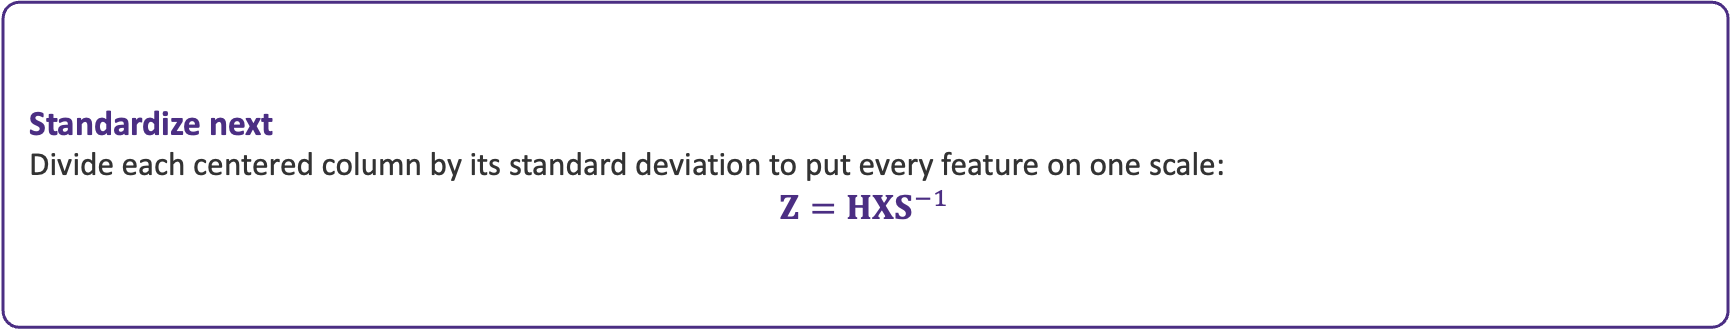 Standardize next
Divide each centered column by its standard deviation to put every feature on one scale:
Z = HXS⁻¹